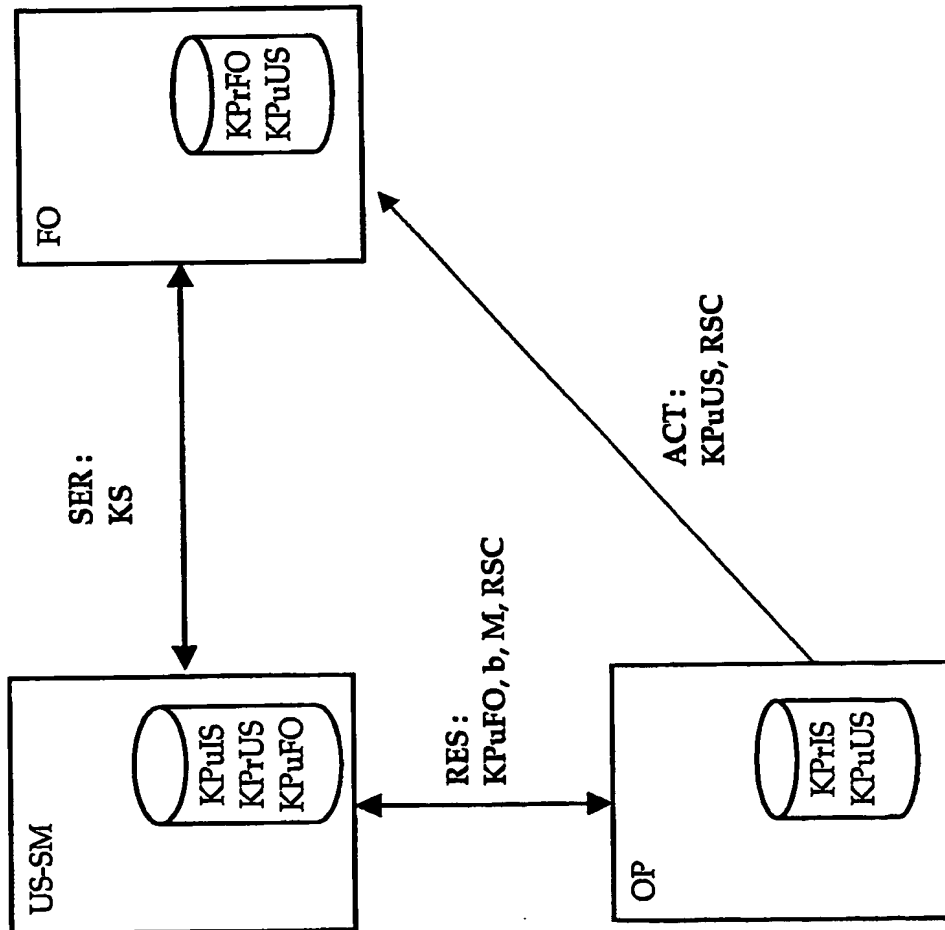 US-SM
KPuIS
KPrUS
KPuFO
SER :
KS
FO
KPrFO
KPuUS
RES :
KPuFO, b, M, RSC
ACT :
KPuUS, RSC
OP
KPrIS
KPuUS